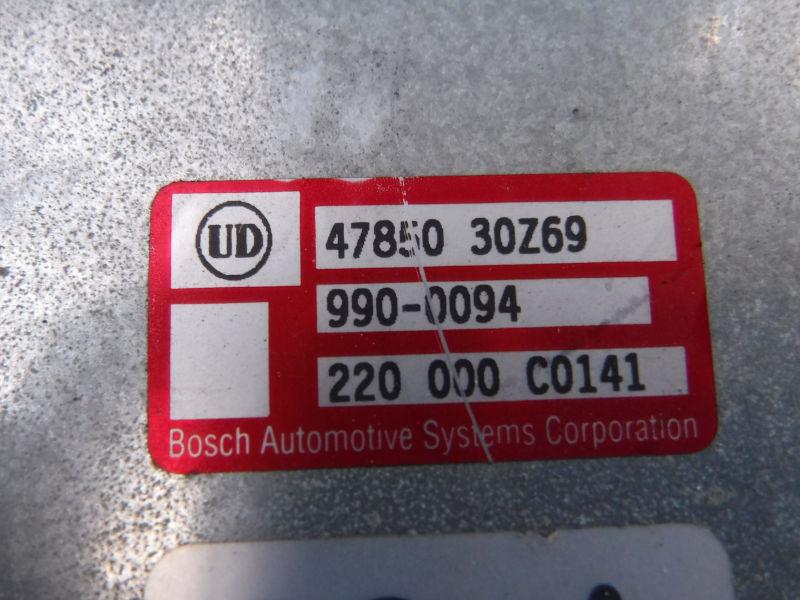 UD
47850 30Z69
990-0094
220 000 C0141
Bosch Automotive Systems Corporation